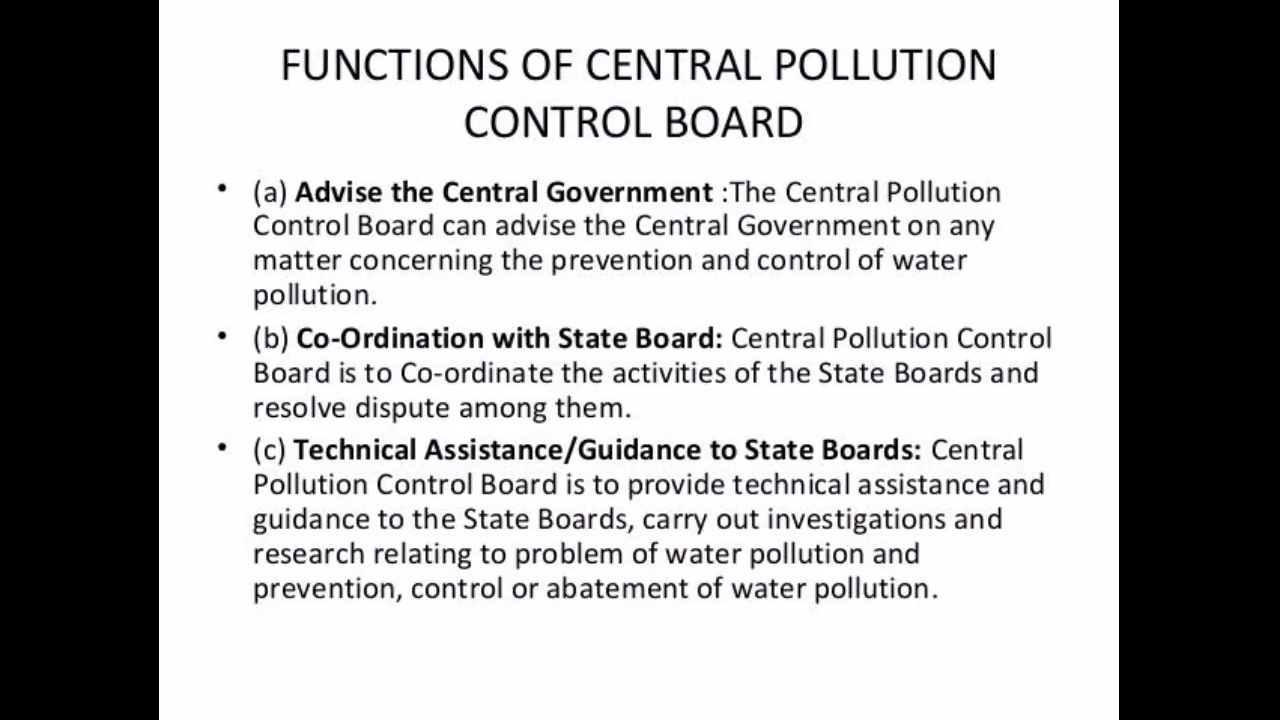 FUNCTIONS OF CENTRAL POLLUTION
CONTROL BOARD
• (a) Advise the Central Government :The Central Pollution
Control Board can advise the Central Government on any
matter concerning the prevention and control of water
pollution.
• (b) Co-Ordination with State Board: Central Pollution Control
Board is to Co-ordinate the activities of the State Boards and
resolve dispute among them.
• (c) Technical Assistance/Guidance to State Boards: Central
Pollution Control Board is to provide technical assistance and
guidance to the State Boards, carry out investigations and
research relating to problem of water pollution and
prevention, control or abatement of water pollution.